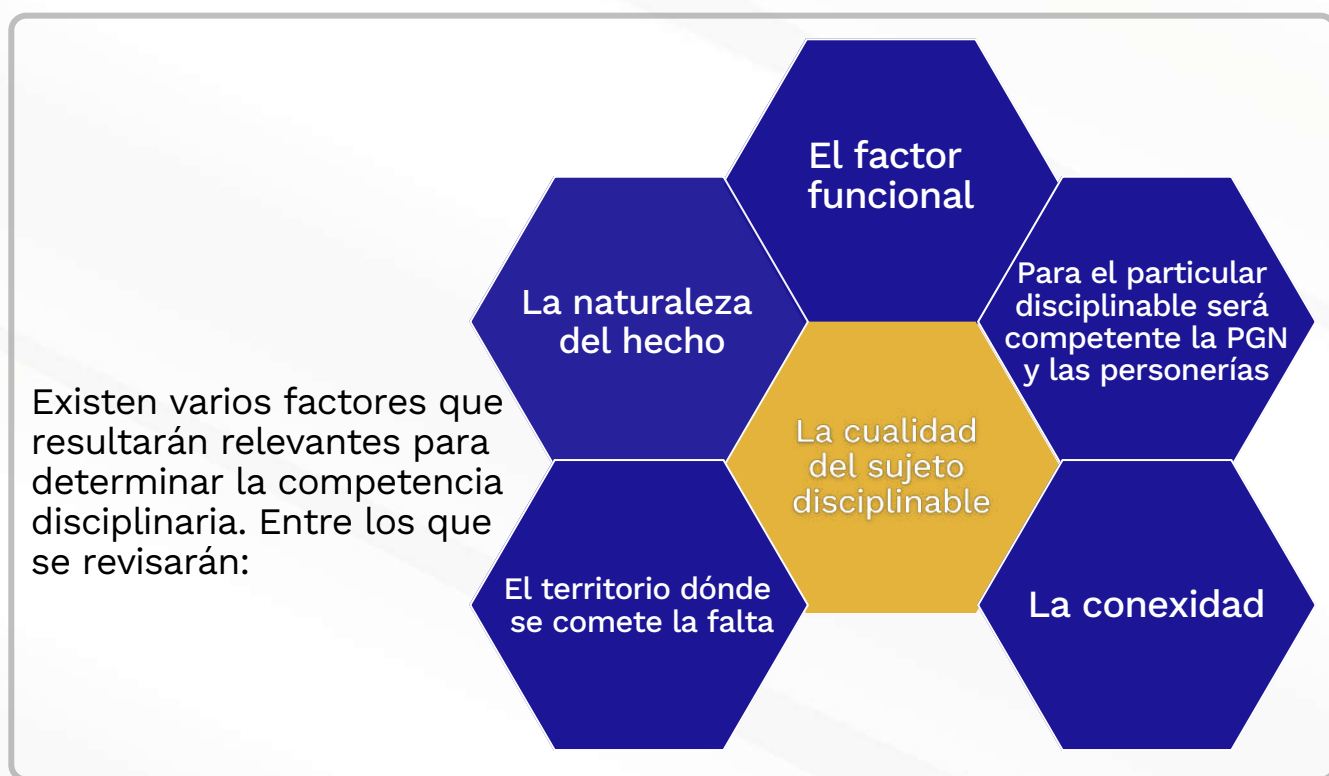 Existen varios factores que
resultarán relevantes para
determinar la competencia
disciplinaria. Entre los que
se revisarán:
El factor
funcional
La naturaleza
del hecho
Para el particular
disciplinable será
competente la PGN
y las personerías
La cualidad
del sujeto
disciplinable
El territorio dónde
se comete la falta
La conexidad